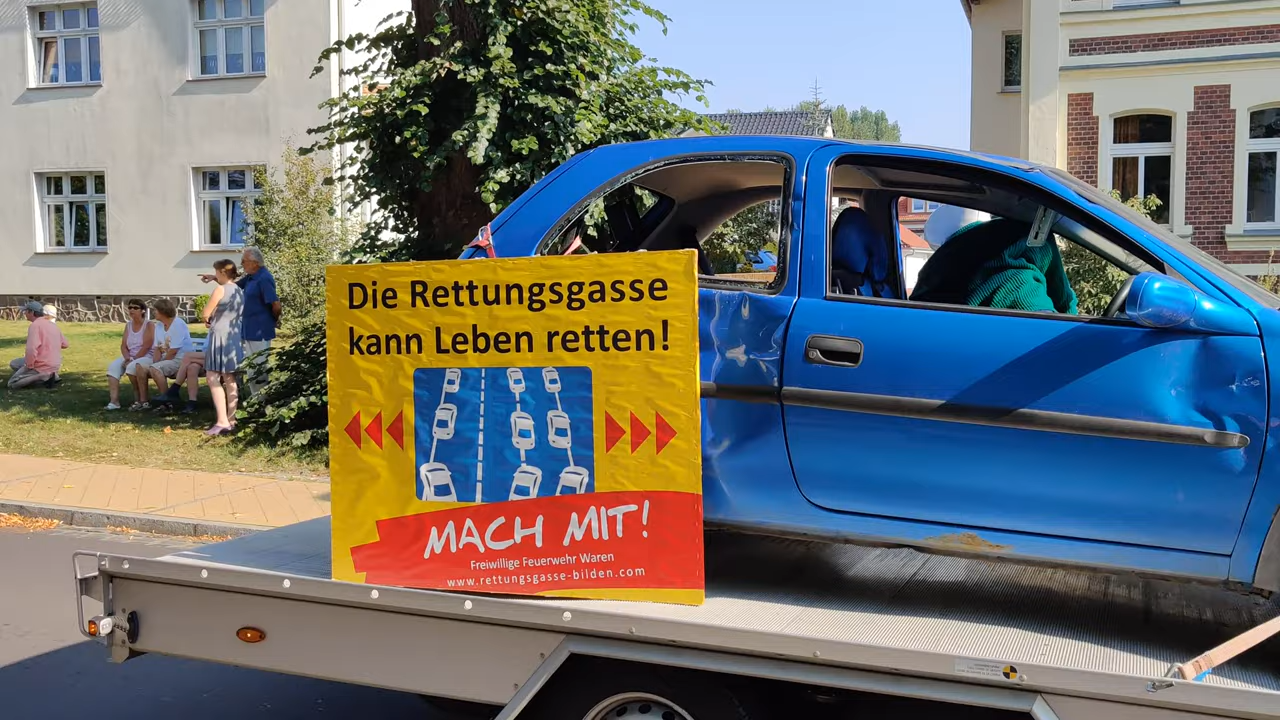 Die Rettungsgasse
kann Leben retten!
MACH MIT!
Freiwillige Feuerwehr Waren
www.rettungsgasse-bilden.com